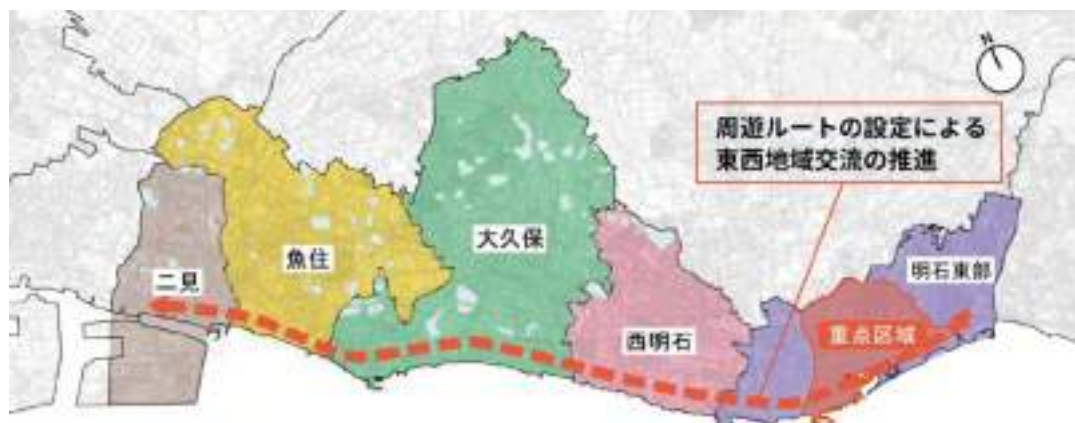 N
周遊ルートの設定による
東西地域交流の推進
二見
魚住
大久保
西明石
明石東部
重点区域